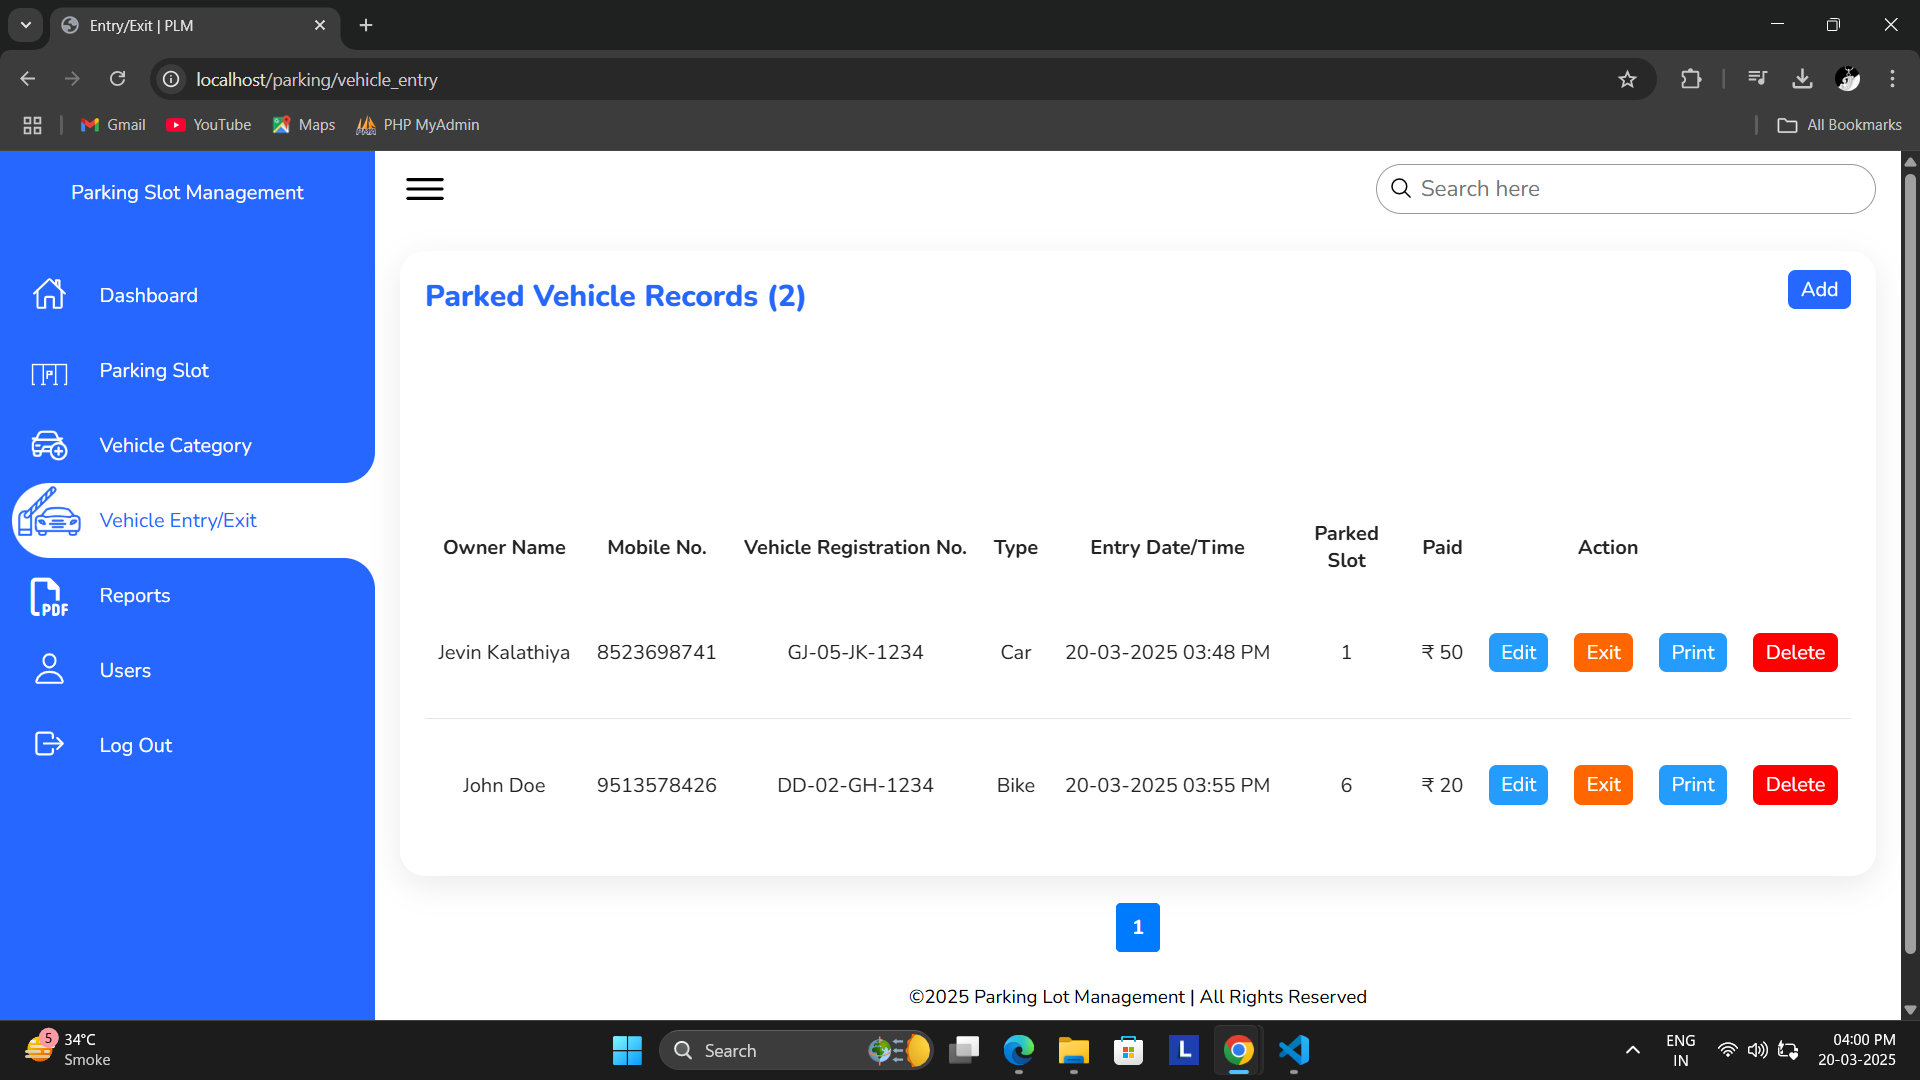 Entry/Exit | PLM
localhost/parking/vehicle_entry
Gmail YouTube Maps PHP MyAdmin All Bookmarks
Parking Slot Management
Search here
Dashboard
Parking Slot
Vehicle Category
Vehicle Entry/Exit
PDF Reports
Users
Log Out
Parked Vehicle Records (2) Add
Owner Name Mobile No. Vehicle Registration No. Type Entry Date/Time Parked Slot Paid Action
Jevin Kalathiya 8523698741 GJ-05-JK-1234 Car 20-03-2025 03:48 PM 1 ₹ 50 Edit Exit Print Delete
John Doe 9513578426 DD-02-GH-1234 Bike 20-03-2025 03:55 PM 6 ₹ 20 Edit Exit Print Delete
1
©2025 Parking Lot Management | All Rights Reserved
5 34°C
Smoke
Search
L
ENG
IN
04:00 PM
20-03-2025